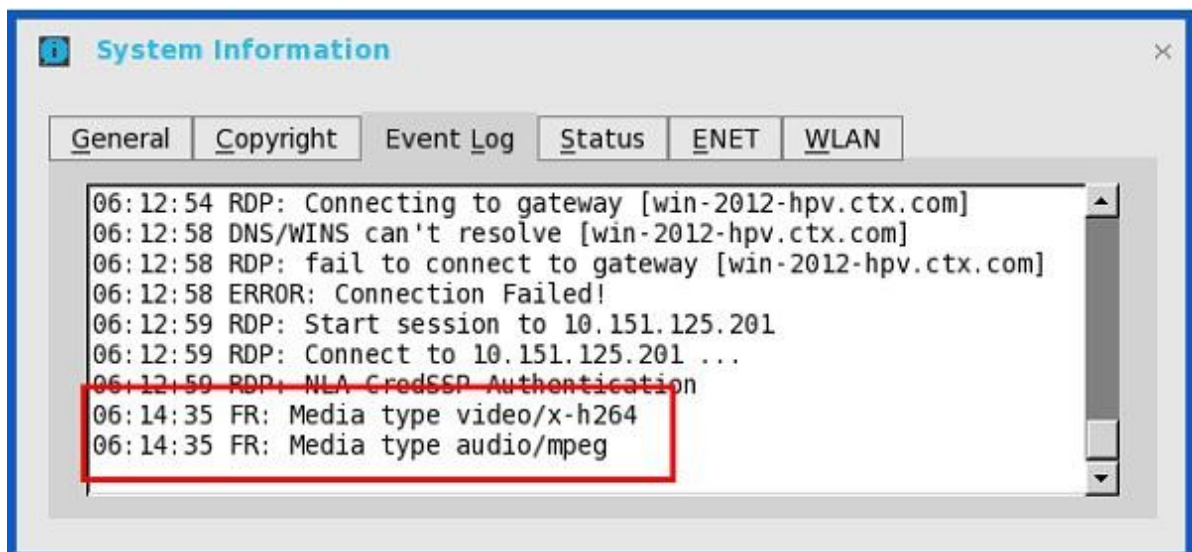 System Information
General Copyright Event Log Status ENET WLAN
06:12:54 RDP: Connecting to gateway [win-2012-hpv.ctx.com]
06:12:58 DNS/WINS can't resolve [win-2012-hpv.ctx.com]
06:12:58 RDP: fail to connect to gateway [win-2012-hpv.ctx.com]
06:12:58 ERROR: Connection Failed!
06:12:59 RDP: Start session to 10.151.125.201
06:12:59 RDP: Connect to 10.151.125.201 ...
06:12:59 RDP: NLA CredSSP Authentication
06:14:35 FR: Media type video/x-h264
06:14:35 FR: Media type audio/mpeg